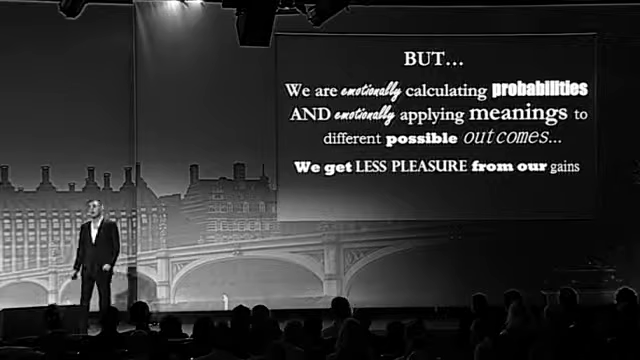 BUT...
We are emotionally calculating probabilities
AND emotionally applying meanings to
different possible outcomes...
We get LESS PLEASURE from our gains